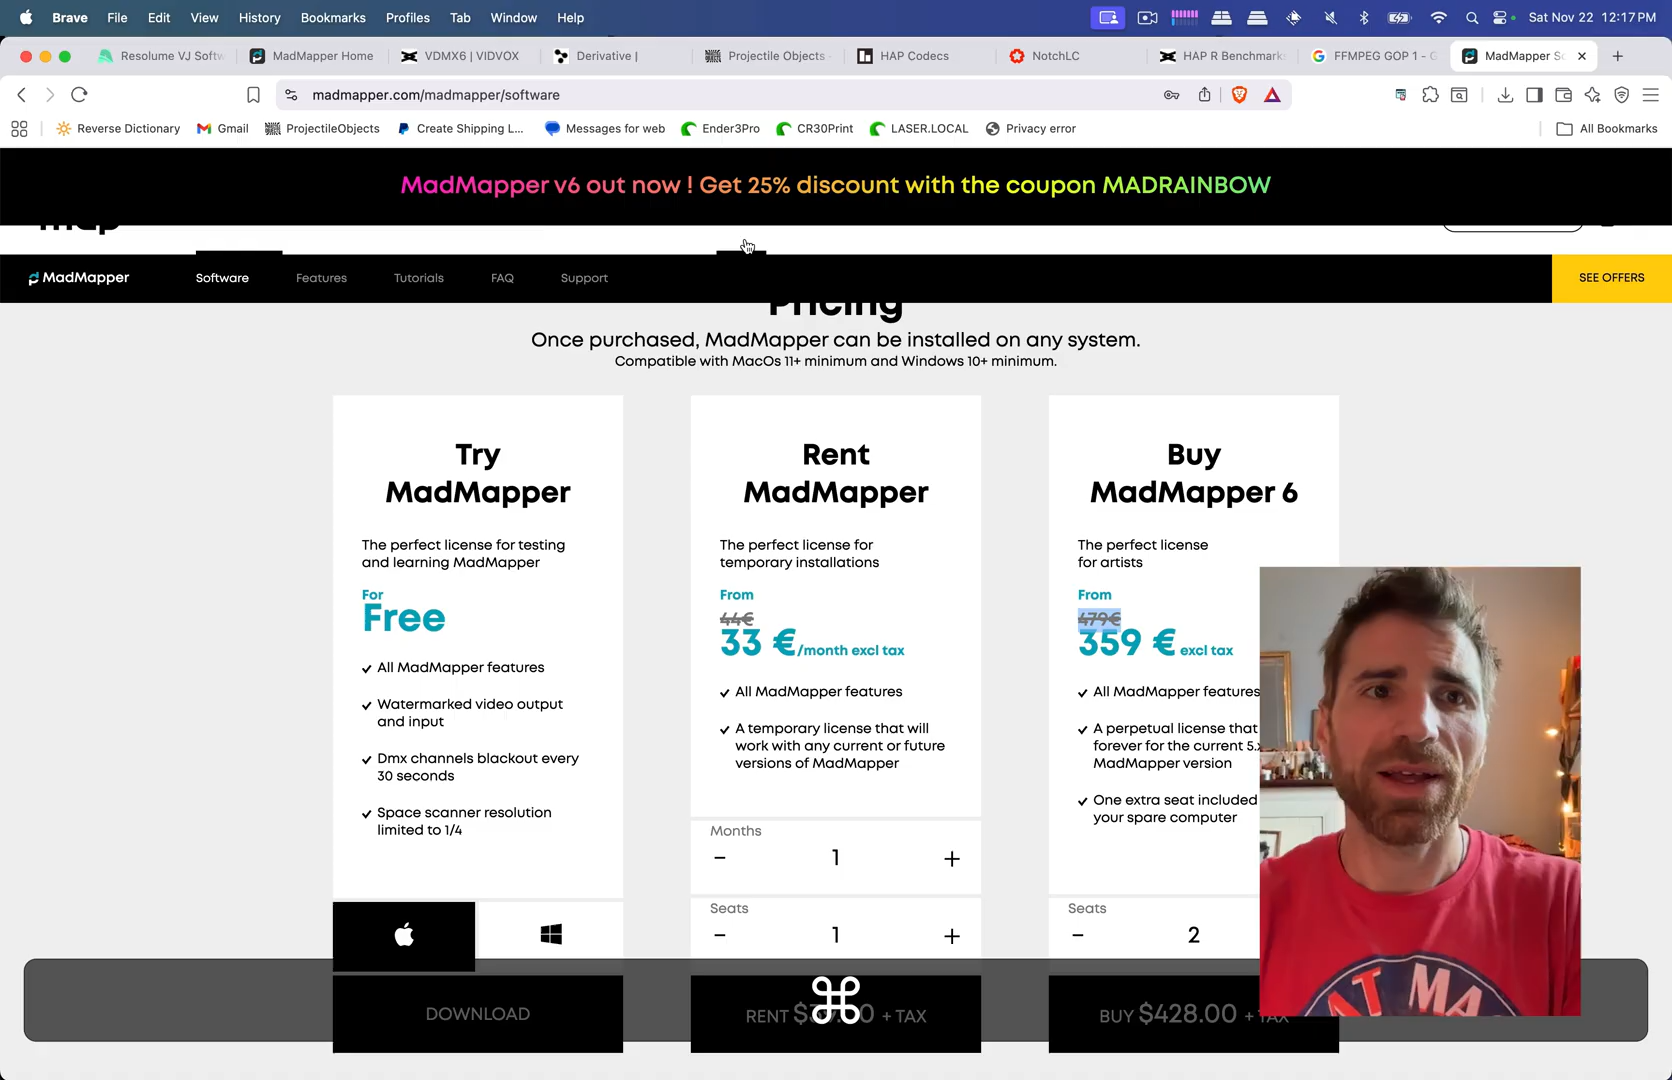 Brave File Edit View History Bookmarks Profiles Tab Window Help Sat Nov 22 12:17 PM
Resolume VJ Softw MadMapper Home VDMX6 | VIDVOX Derivative | Projectile Objects - HAP Codecs NotchLC HAP R Benchmarks FFMPEG GOP 1 - G MadMapper So
madmapper.com/madmapper/software
Reverse Dictionary Gmail ProjectileObjects Create Shipping L... Messages for web Ender3Pro CR30Print LASER.LOCAL Privacy error All Bookmarks
MadMapper v6 out now ! Get 25% discount with the coupon MADRAINBOW
MadMapper Software Features Tutorials FAQ Support SEE OFFERS
Pricing
Once purchased, MadMapper can be installed on any system.
Compatible with MacOs 11+ minimum and Windows 10+ minimum.
Try
MadMapper
The perfect license for testing
and learning MadMapper
For
Free
All MadMapper features
Watermarked video output
and input
Dmx channels blackout every
30 seconds
Space scanner resolution
limited to 1/4
DOWNLOAD
Rent
MadMapper
The perfect license for
temporary installations
From
44€
33 €/month excl tax
All MadMapper features
A temporary license that will
work with any current or future
versions of MadMapper
Months
- 1 +
Seats
- 1 +
RENT + TAX
Buy
MadMapper 6
The perfect license
for artists
From
479€
359 € excl tax
All MadMapper features
A perpetual license that
forever for the current 5.x
MadMapper version
One extra seat included
your spare computer
Seats
- 2
BUY $428.00 + TAX